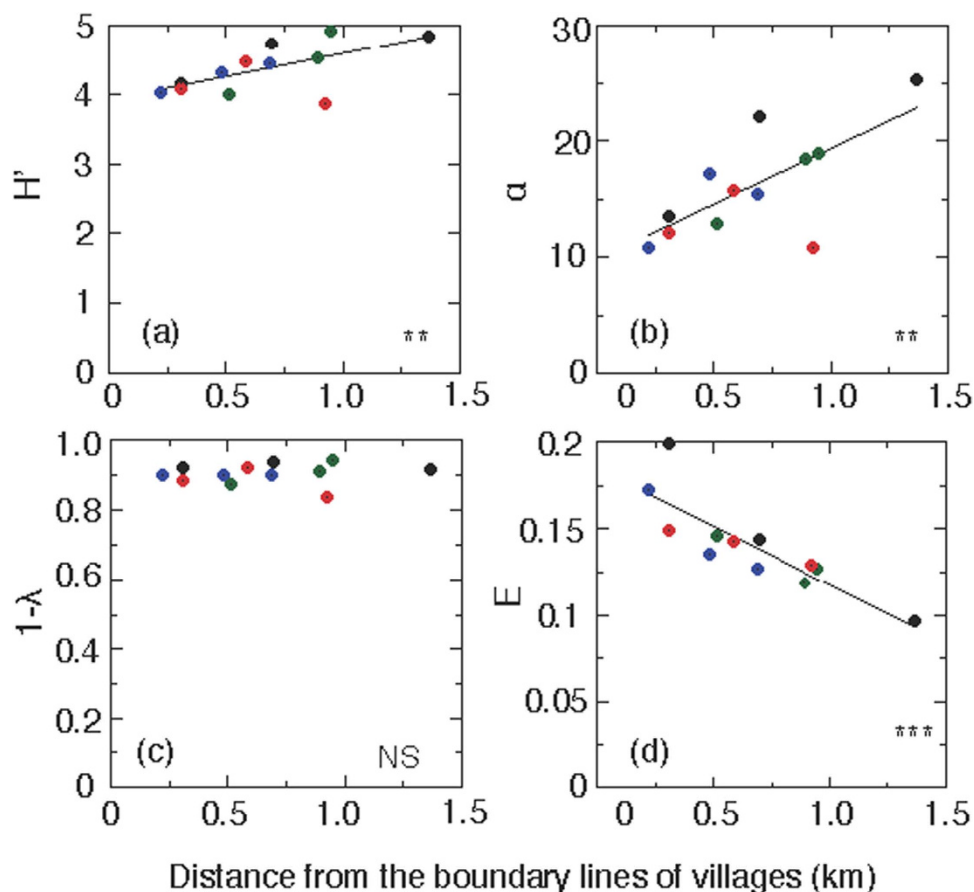 5
4
3
2
1
0
H'
(a)
**
0 0.5 1.0 1.5
30
20
10
0
α
(b)
**
0 0.5 1.0 1.5
1.0
0.8
0.6
0.4
0.2
0
1-λ
(c)
NS
0 0.5 1.0 1.5
0.2
0.15
0.1
0.05
0
E
(d)
***
0 0.5 1.0 1.5
Distance from the boundary lines of villages (km)